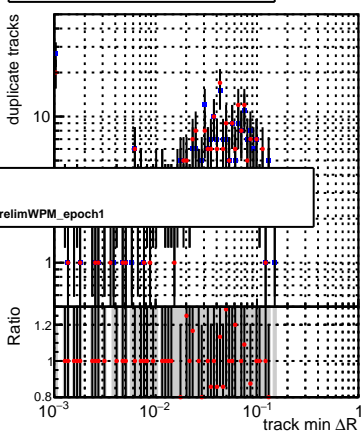 duplicate tracks
10
relimWPM_epoch1
1
Ratio
1.2
1
0.8
10⁻³
10⁻²
10⁻¹
1
track min ΔR